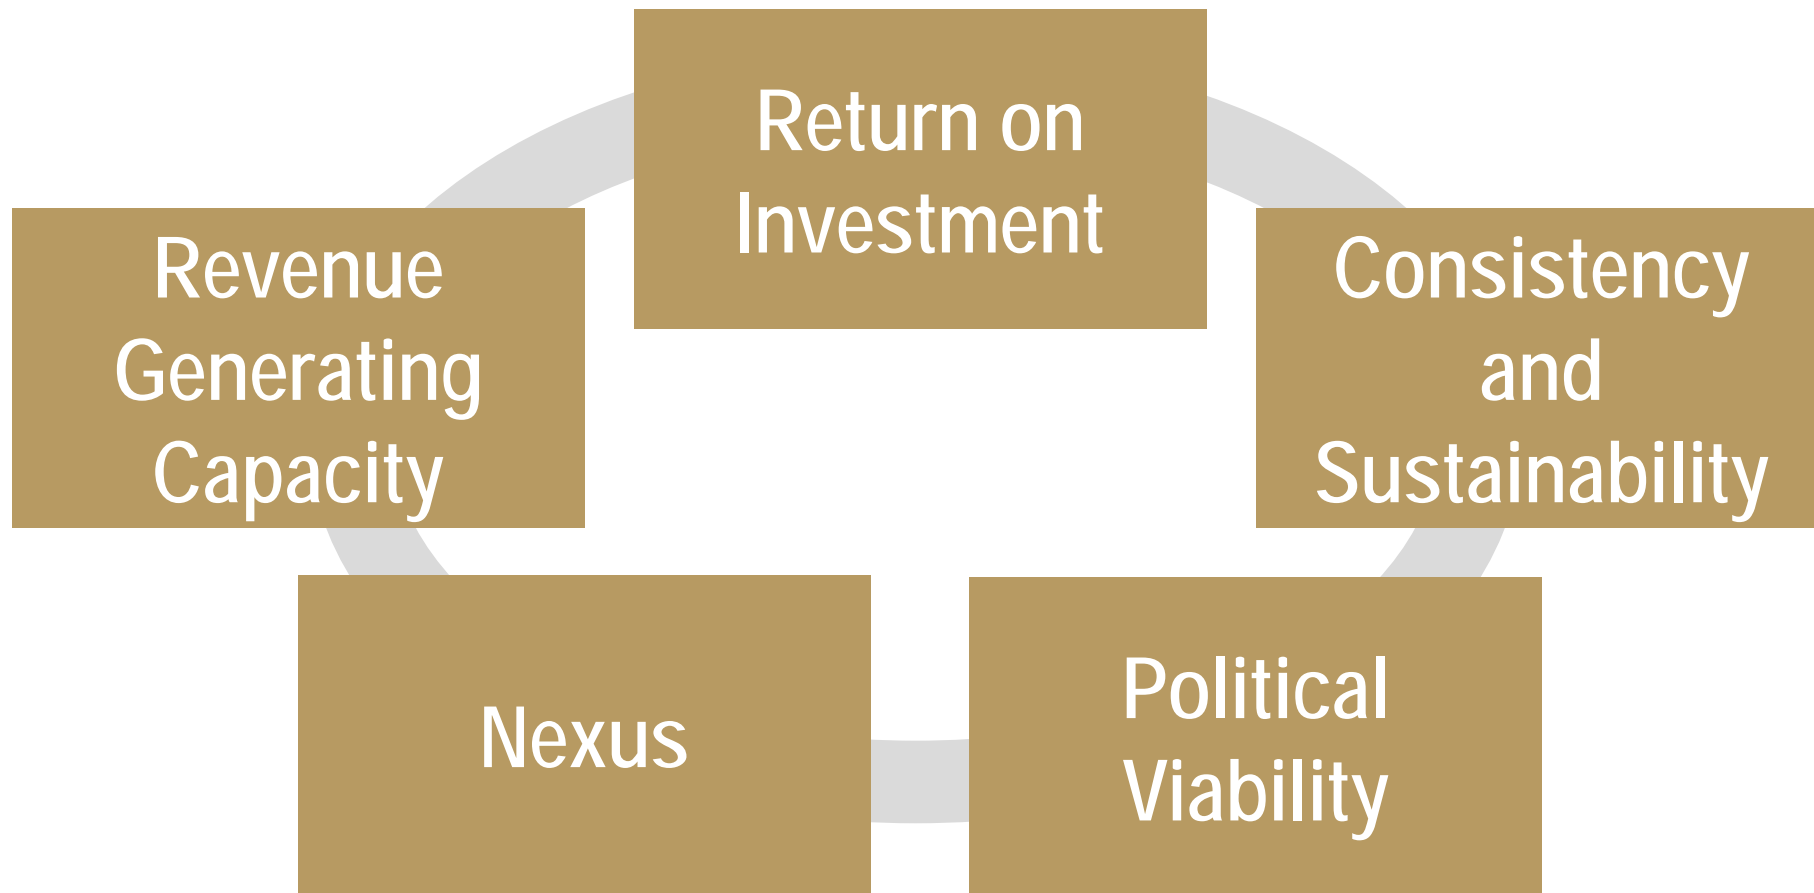 Return on
Investment
Revenue
Generating
Capacity
Consistency
and
Sustainability
Nexus
Political
Viability